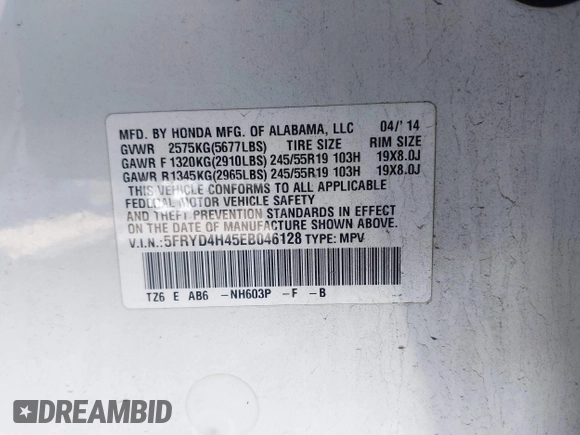 MFD. BY HONDA MFG. OF ALABAMA, LLC 04/'14
GVWR 2575KG(5677LBS) TIRE SIZE RIM SIZE
GAWR F 1320KG(2910LBS) 245/55R19 103H 19X8.0J
GAWR R1345KG(2965LBS) 245/55R19 103H 19X8.0J
THIS VEHICLE CONFORMS TO ALL APPLICABLE
FEDERAL MOTOR VEHICLE SAFETY
AND THEFT PREVENTION STANDARDS IN EFFECT
ON THE DATE OF MANUFACTURE SHOWN ABOVE.
V.I.N.:5FRYD4H45EB046128 TYPE: MPV
TZ6 E AB6 -NH603P -F -B
DREAMBID